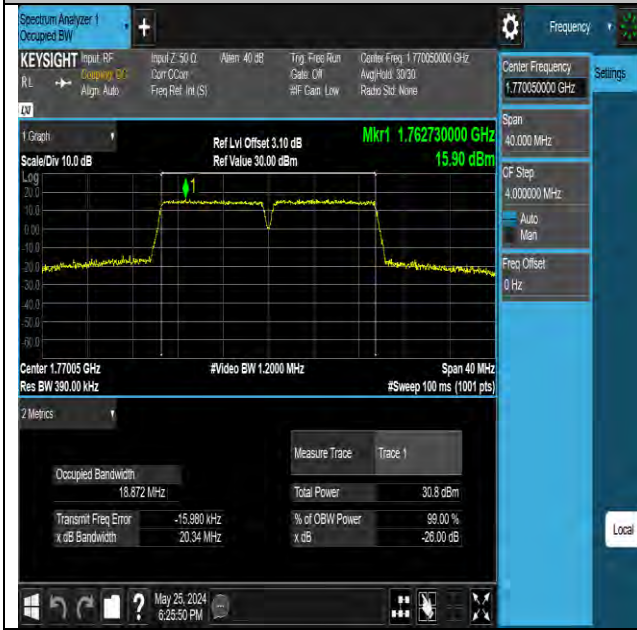 Spectrum Analyzer 1
Occupied BW
Frequency
KEYSIGHT
Input: RF
Input Z: 50 Ω
Atten: 40 dB
Trig: Free Run
Center Freq: 1.770050000 GHz
RL
Coupling: DC
Corr CCorr
Gate: Off
Avg|Hold: 30/30
Align: Auto
Freq Ref: Int (S)
#IF Gain: Low
Radio Std: None
LXI
Center Frequency
1.770050000 GHz
Settings
Span
40.000 MHz
CF Step
4.000000 MHz
Auto
Man
Freq Offset
0 Hz
1 Graph
Ref Lvl Offset 3.10 dB
Mkr1 1.762730000 GHz
Scale/Div 10.0 dB
Ref Value 30.00 dBm
15.90 dBm
Log
1
20.0
10.0
0.00
-10.0
-20.0
-30.0
-40.0
-50.0
-60.0
Center 1.77005 GHz
#Video BW 1.2000 MHz
Span 40 MHz
Res BW 390.00 kHz
#Sweep 100 ms (1001 pts)
2 Metrics
Measure Trace
Trace 1
Occupied Bandwidth
18.872 MHz
Total Power
30.8 dBm
Transmit Freq Error
-15.980 kHz
% of OBW Power
99.00 %
x dB Bandwidth
20.34 MHz
x dB
-26.00 dB
Local
?
May 25, 2024
6:25:50 PM